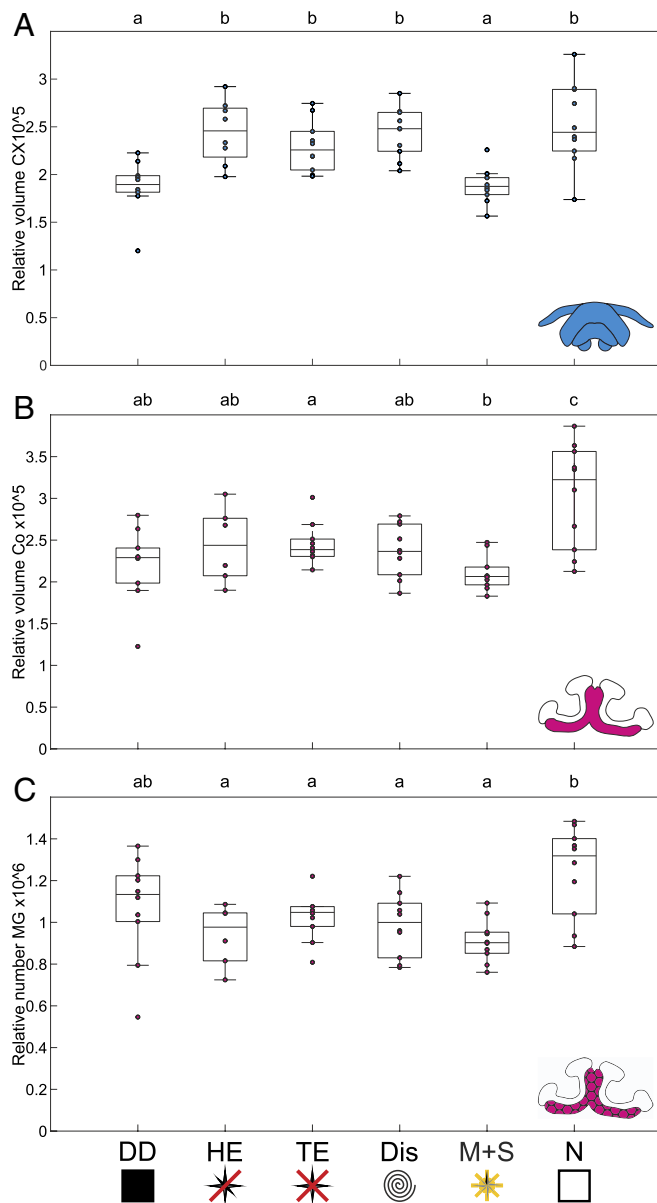 A
a b b b a b
Relative volume CX10^5
3
2.5
2
1.5
1
0.5
0
B
ab ab a ab b c
Relative volume Co x10^5
3.5
3
2.5
2
1.5
1
0.5
0
C
ab a a a a b
Relative number MG x10^6
1.4
1.2
1
0.8
0.6
0.4
0.2
0
DD HE TE Dis M+S N